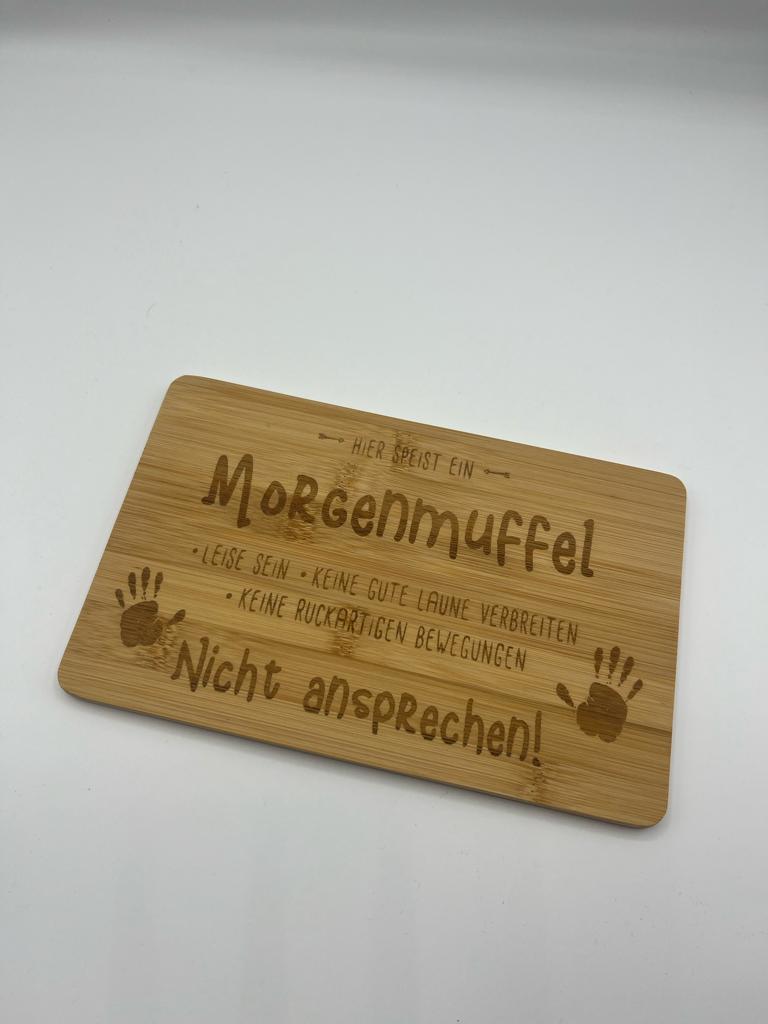 HIER SPEIST EIN
MORGENMUFFEL
• LEISE SEIN • KEINE GUTE LAUNE VERBREITEN
• KEINE RUCKARTIGEN BEWEGUNGEN
Nicht ansprechen!